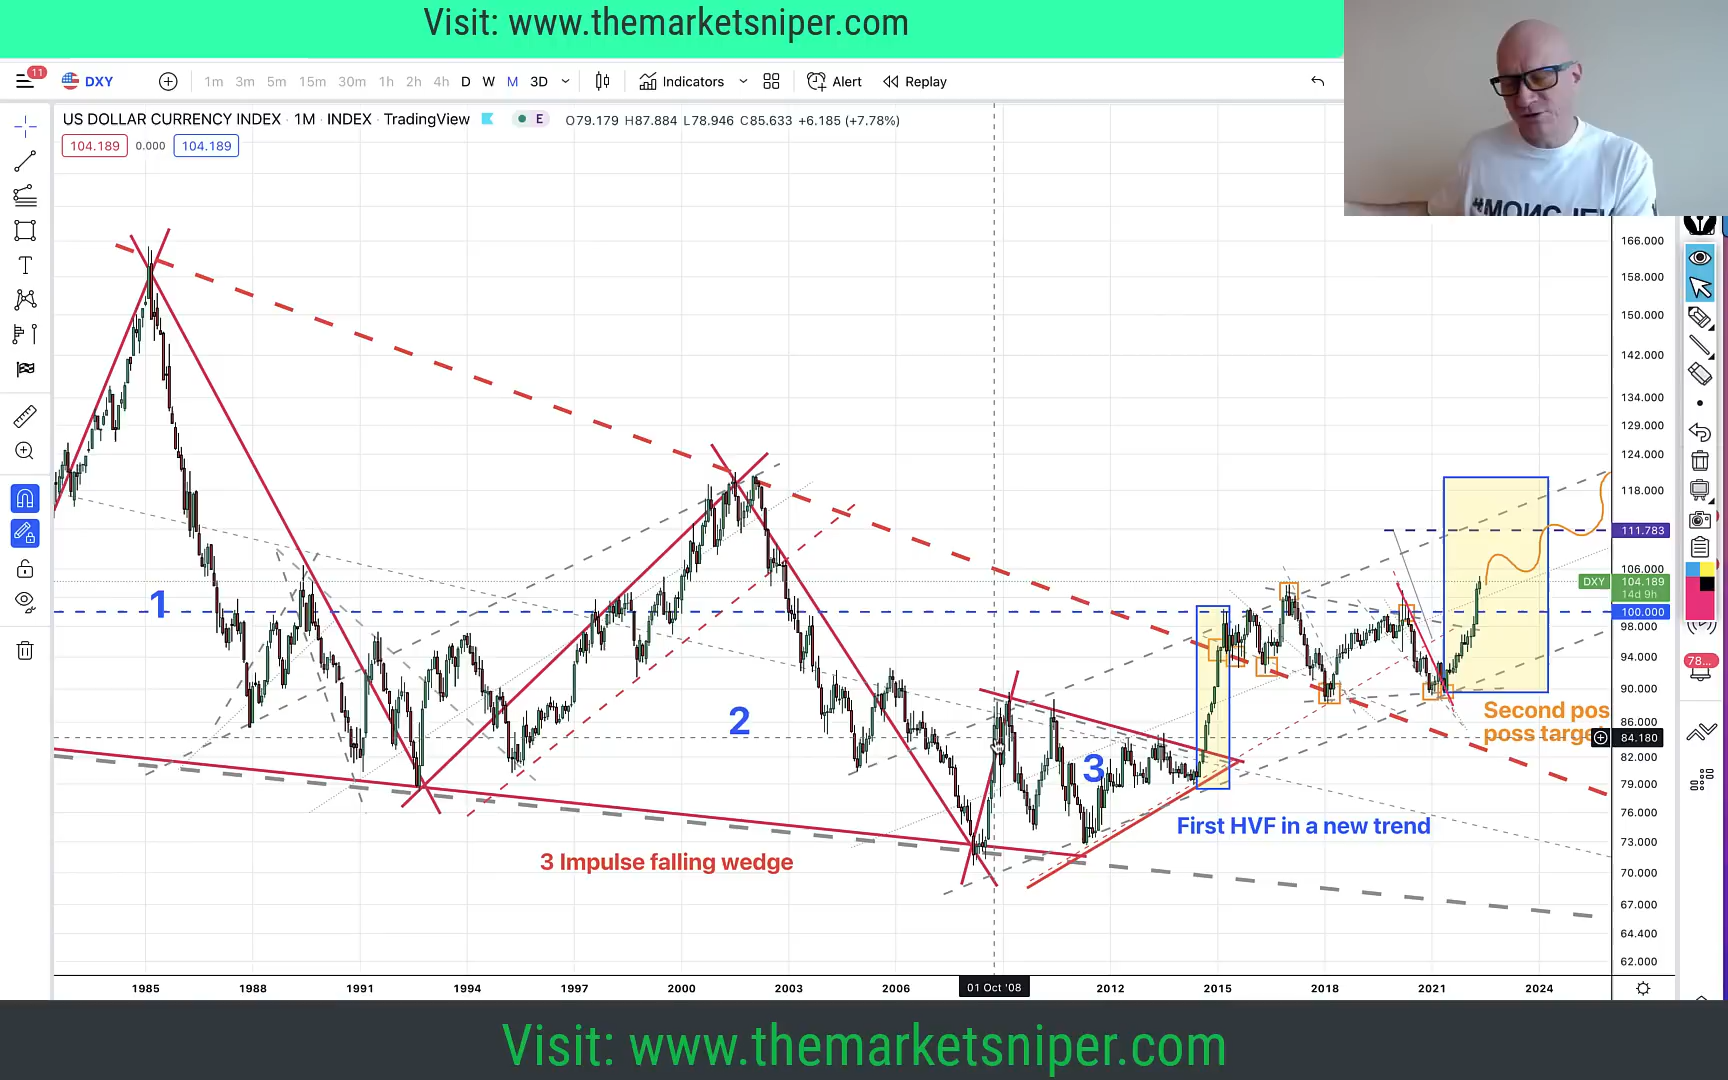 Visit: www.themarketsniper.com
11
DXY
1m 3m 5m 15m 30m 1h 2h 4h D W M 3D
Indicators
Alert
Replay
US DOLLAR CURRENCY INDEX · 1M · INDEX · TradingView
E
O79.179 H87.884 L78.946 C85.633 +6.185 (+7.78%)
104.189 0.000 104.189
166.000
158.000
150.000
142.000
134.000
129.000
124.000
118.000
111.783
106.000
DXY 104.189
14d 9h
100.000
98.000
94.000
90.000
86.000
84.180
82.000
79.000
76.000
73.000
70.000
67.000
64.400
62.000
78...
1
2
3
Second pos
poss targe
First HVF in a new trend
3 Impulse falling wedge
1985 1988 1991 1994 1997 2000 2003 2006 01 Oct '08 2012 2015 2018 2021 2024
Visit: www.themarketsniper.com